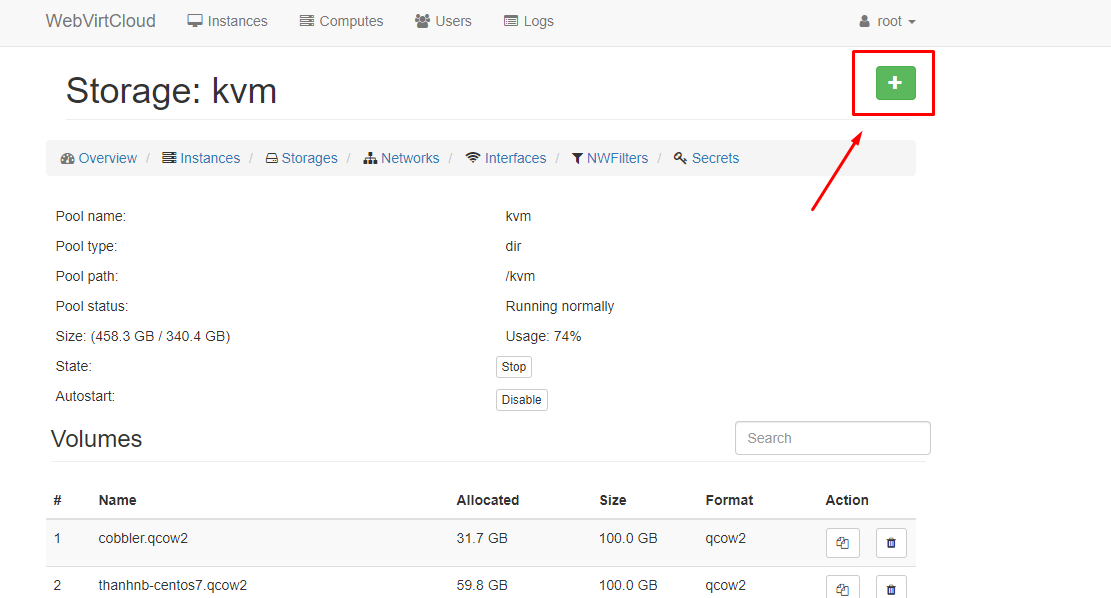 WebVirtCloud Instances Computes Users Logs root
Storage: kvm
+
Overview / Instances / Storages / Networks / Interfaces / NWFilters / Secrets
Pool name: kvm
Pool type: dir
Pool path: /kvm
Pool status: Running normally
Size: (458.3 GB / 340.4 GB) Usage: 74%
State: Stop
Autostart: Disable
Volumes Search
# Name Allocated Size Format Action
1 cobbler.qcow2 31.7 GB 100.0 GB qcow2
2 thanhnb-centos7.qcow2 59.8 GB 100.0 GB qcow2